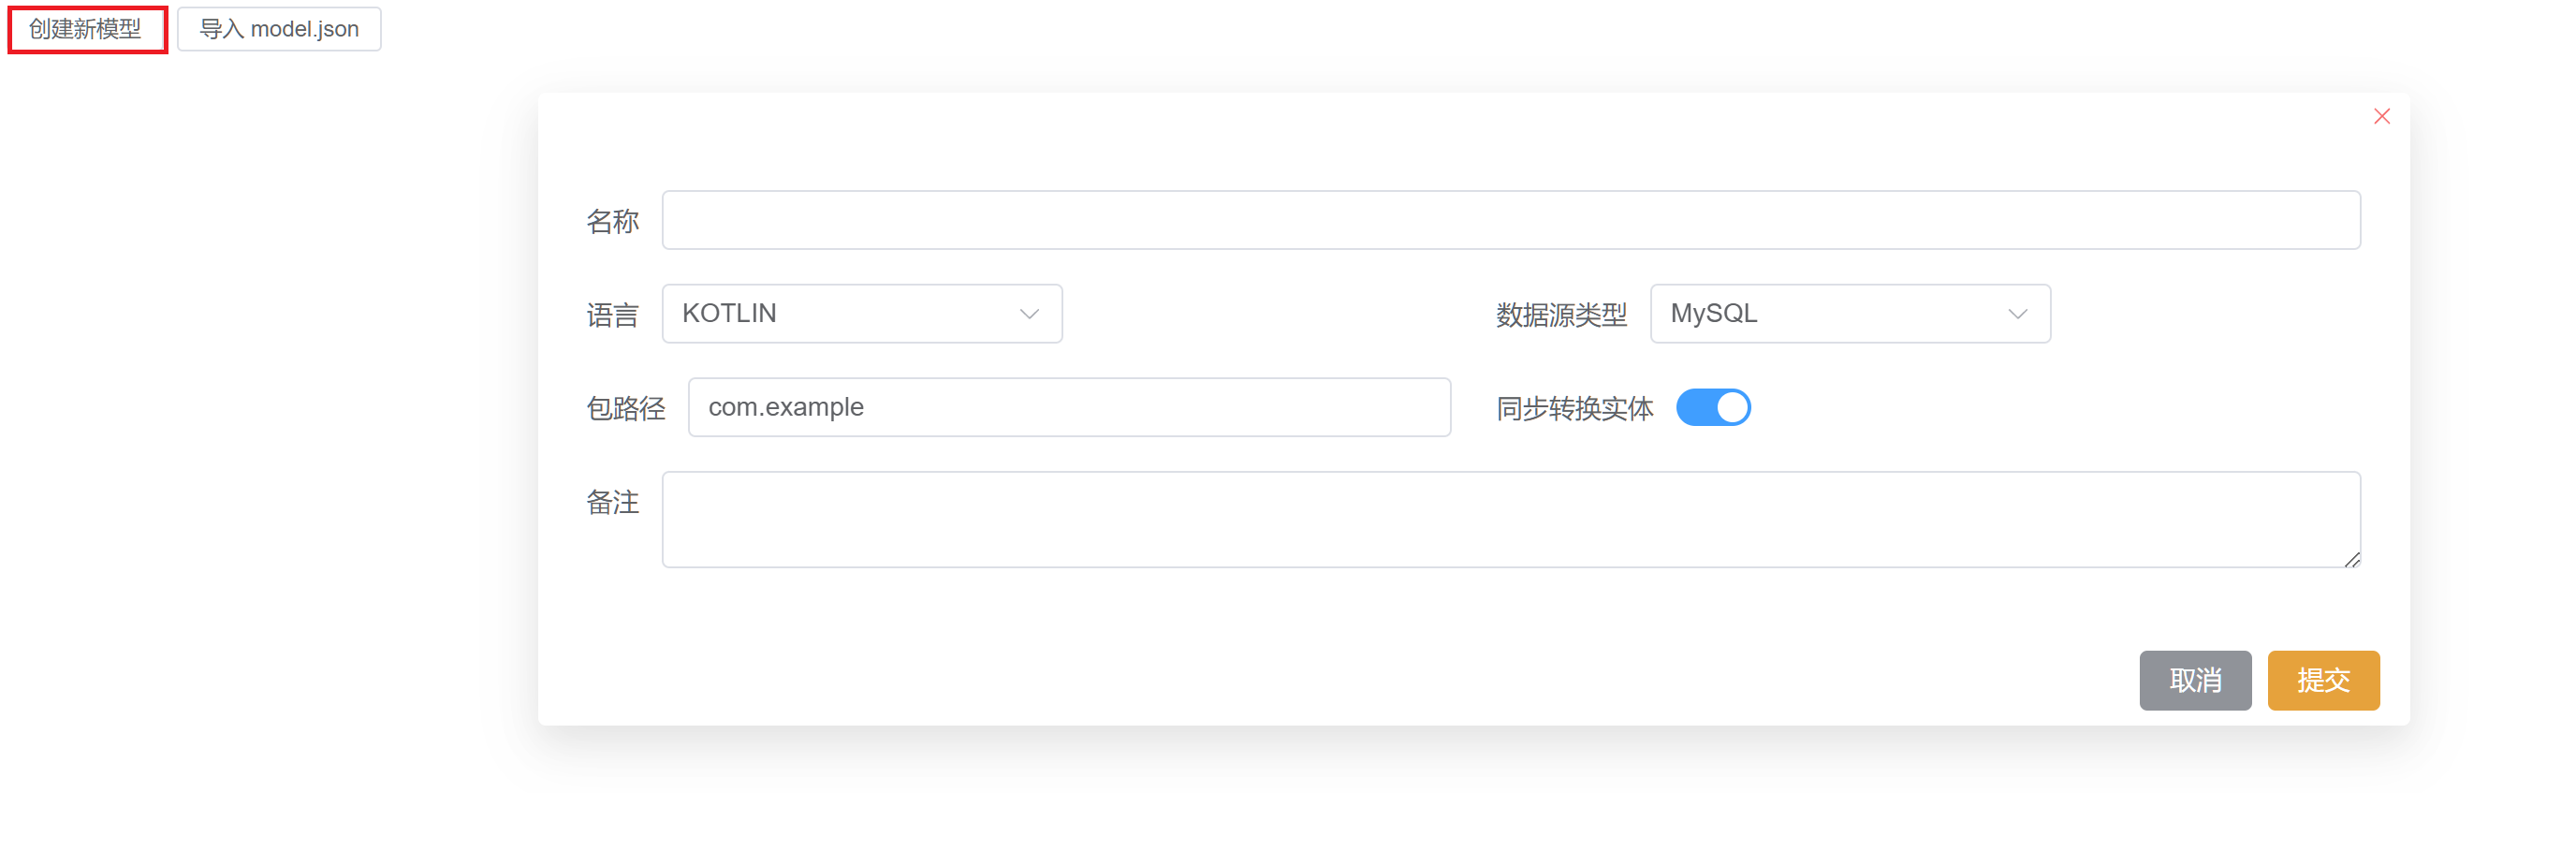 创建新模型 导入 model.json
名称
语言 KOTLIN 数据源类型 MySQL
包路径 com.example 同步转换实体
备注
取消 提交